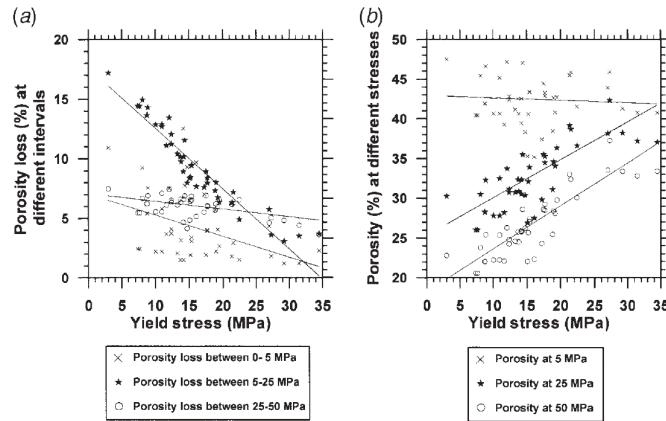 (a)
20
15
10
5
0
Porosity loss (%) at
different intervals
0 5 10 15 20 25 30 35
Yield stress (MPa)
Porosity loss between 0- 5 MPa
Porosity loss between 5-25 MPa
Porosity loss between 25-50 MPa
(b)
50
45
40
35
30
25
20
Porosity (%) at different stresses
0 5 10 15 20 25 30 35
Yield stress (MPa)
Porosity at 5 MPa
Porosity at 25 MPa
Porosity at 50 MPa